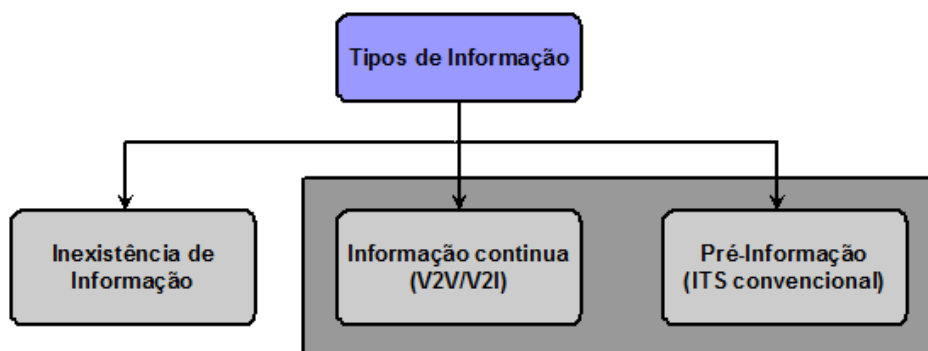 Tipos de Informação
Inexistência de
Informação
Informação continua
(V2V/V2I)
Pré-Informação
(ITS convencional)